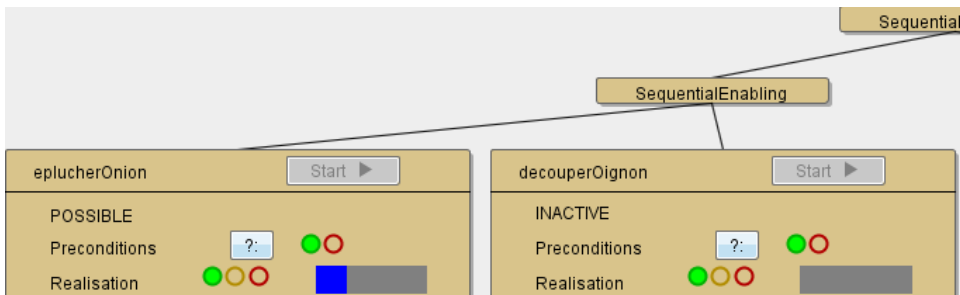 Sequential
SequentialEnabling
eplucherOnion Start
POSSIBLE
Preconditions ?:
Realisation
decouperOignon Start
INACTIVE
Preconditions ?:
Realisation